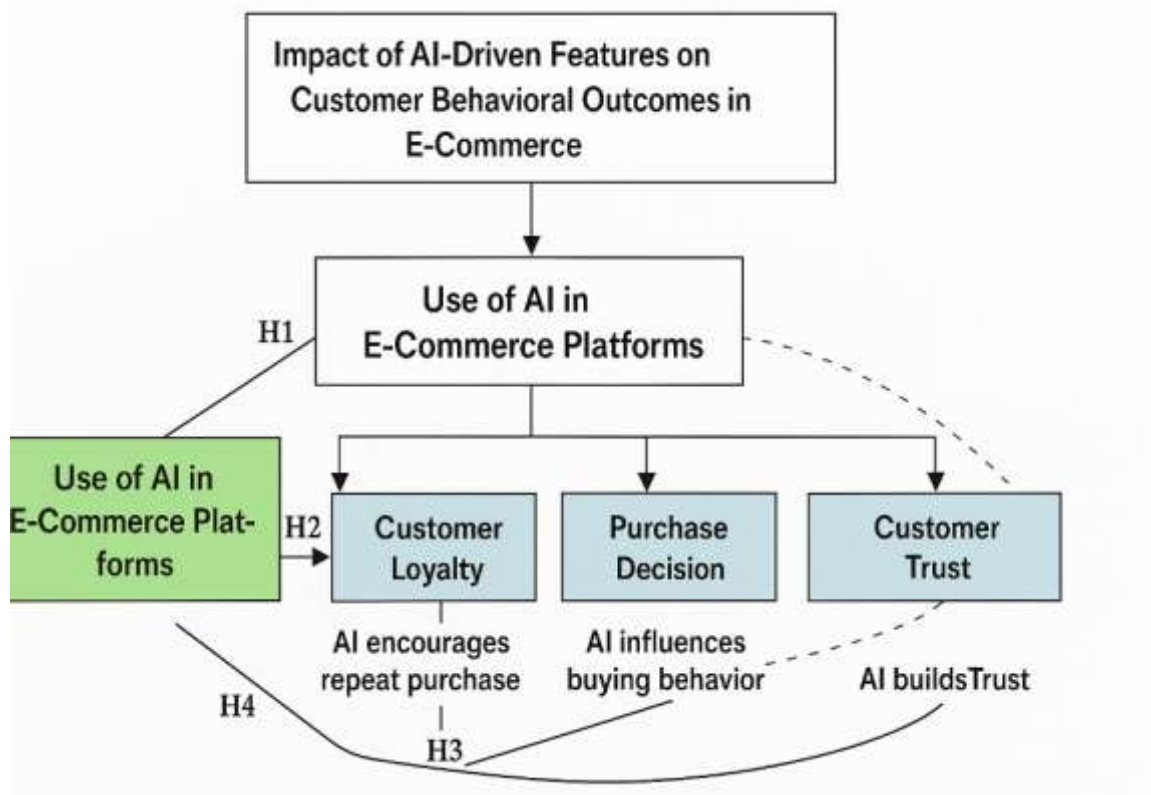 Impact of AI-Driven Features on
Customer Behavioral Outcomes in
E-Commerce
Use of AI in
E-Commerce Platforms
H1
Use of AI in
E-Commerce Plat-
forms
H2
Customer
Loyalty
Purchase
Decision
Customer
Trust
AI encourages
repeat purchase
AI influences
buying behavior
AI buildsTrust
H4
H3